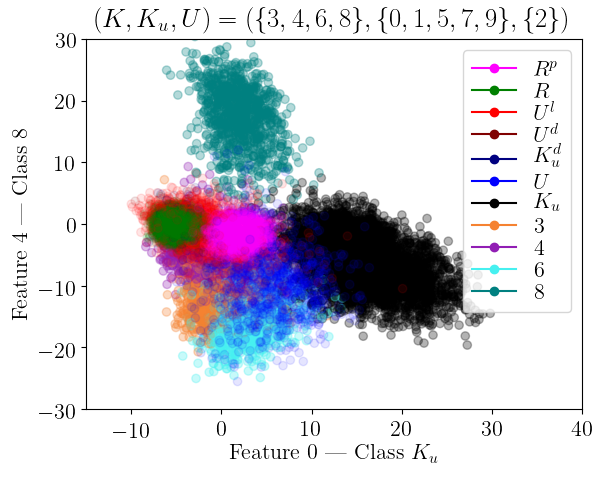 (K, K_u, U) = ({3, 4, 6, 8}, {0, 1, 5, 7, 9}, {2})
30
20
10
0
−10
−20
−30
Feature 4 — Class 8
R^p
R
U^l
U^d
K_u^d
U
K_u
3
4
6
8
−10 0 10 20 30 40
Feature 0 — Class K_u